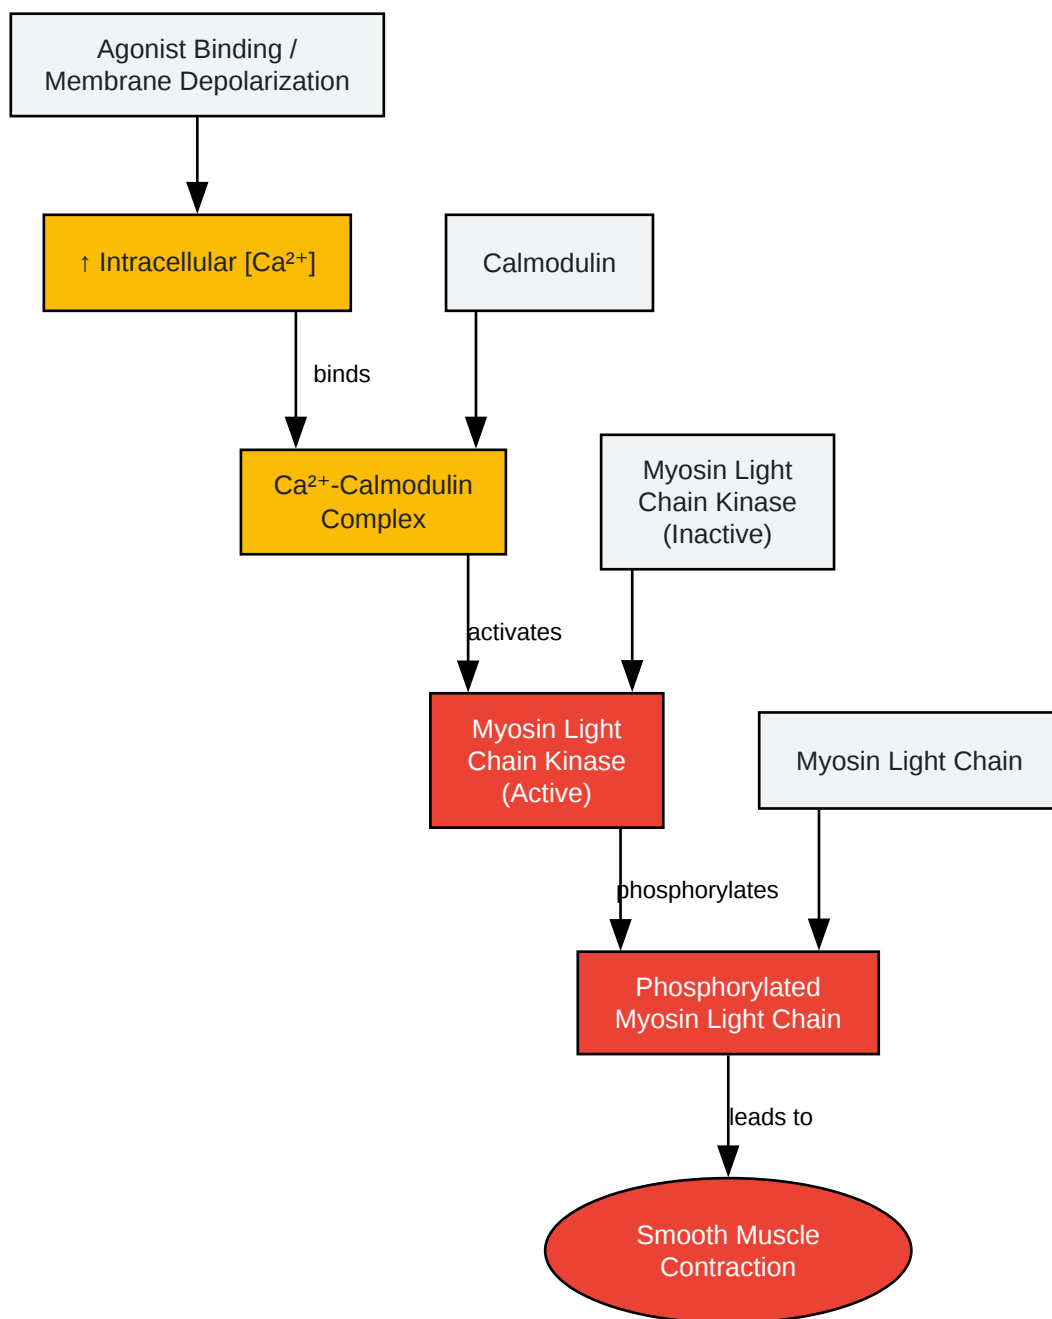 Agonist Binding /
Membrane Depolarization
↑ Intracellular [Ca²⁺]
Calmodulin
binds
Ca²⁺-Calmodulin
Complex
Myosin Light
Chain Kinase
(Inactive)
activates
Myosin Light
Chain Kinase
(Active)
Myosin Light Chain
phosphorylates
Phosphorylated
Myosin Light Chain
leads to
Smooth Muscle
Contraction